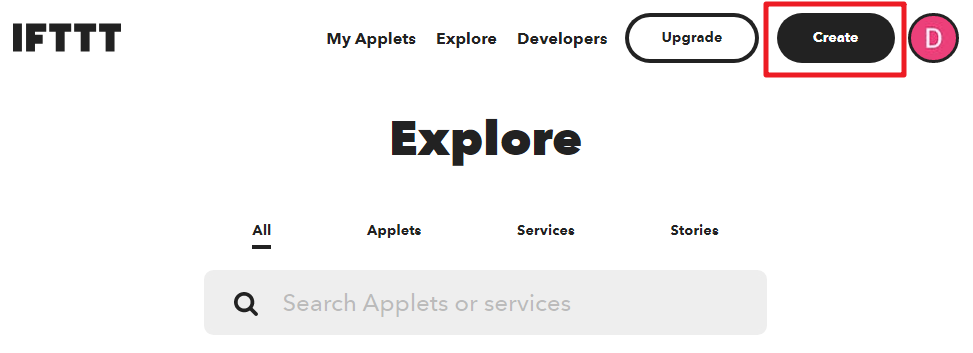 IFTTT My Applets Explore Developers Upgrade Create D
Explore
All Applets Services Stories
Search Applets or services